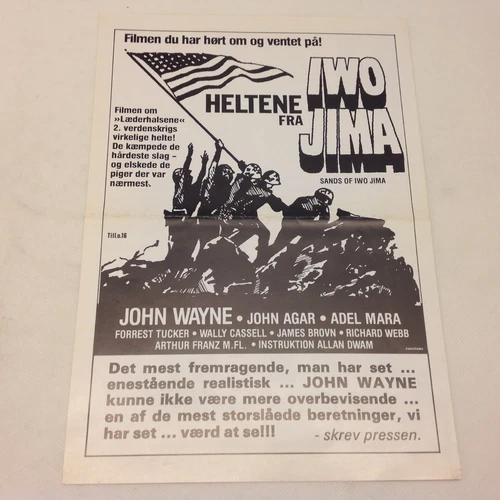 Filmen du har hørt om og ventet på!
HELTENE
FRA
IWO
JIMA
SANDS OF IWO JIMA
Filmen om
»Læderhalsene«
2. verdenskrigs
virkelige helte!
De kæmpede de
hårdeste slag -
og elskede de
piger der var
nærmest.
Till.o.16
JOHN WAYNE • JOHN AGAR • ADEL MARA
FORREST TUCKER • WALLY CASSELL • JAMES BROVN • RICHARD WEBB
ARTHUR FRANZ M.FL. • INSTRUKTION ALLAN DWAM
Det mest fremragende, man har set ...
enestående realistisk ... JOHN WAYNE
kunne ikke være mere overbevisende ...
en af de mest storslåede beretninger, vi
har set ... værd at se!!!
- skrev pressen.